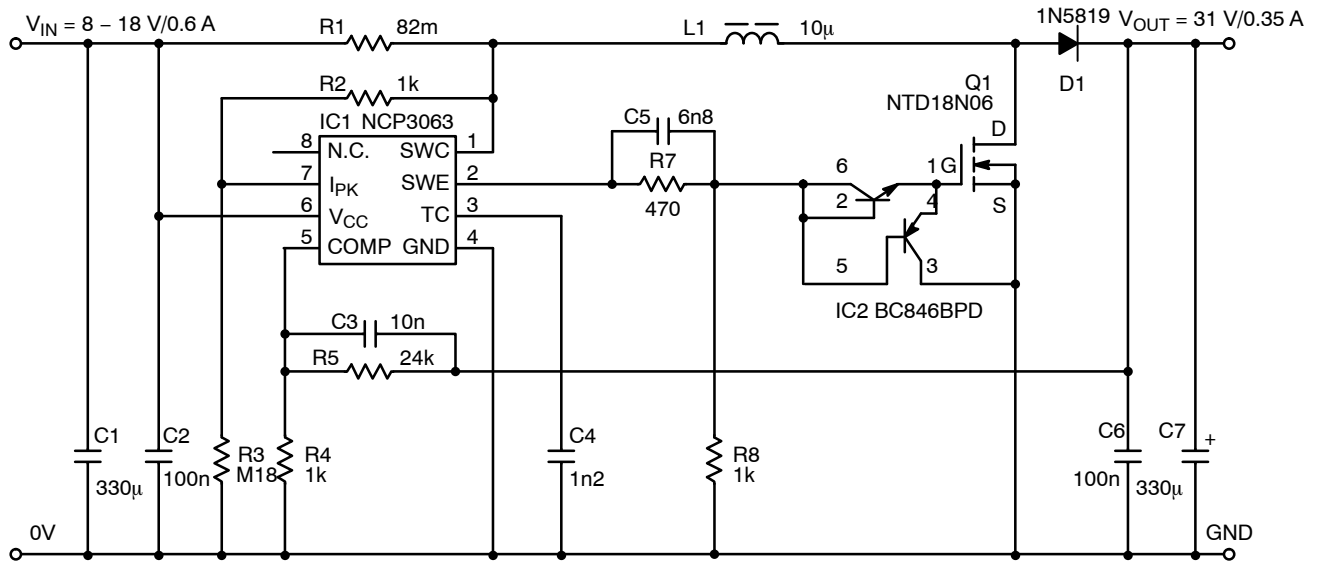 V_IN = 8 – 18 V/0.6 A
R1 82m
L1 10μ
1N5819
V_OUT = 31 V/0.35 A
D1
R2 1k
Q1
NTD18N06
IC1 NCP3063
8 N.C. SWC 1
7 I_PK SWE 2
6 V_CC TC 3
5 COMP GND 4
C5 6n8
R7
470
D
6 1 G
2 4 S
5 3
IC2 BC846BPD
C3 10n
R5 24k
C1
330μ
C2
100n
R3
M18
R4
1k
C4
1n2
R8
1k
C6
100n
C7 +
330μ
0V
GND